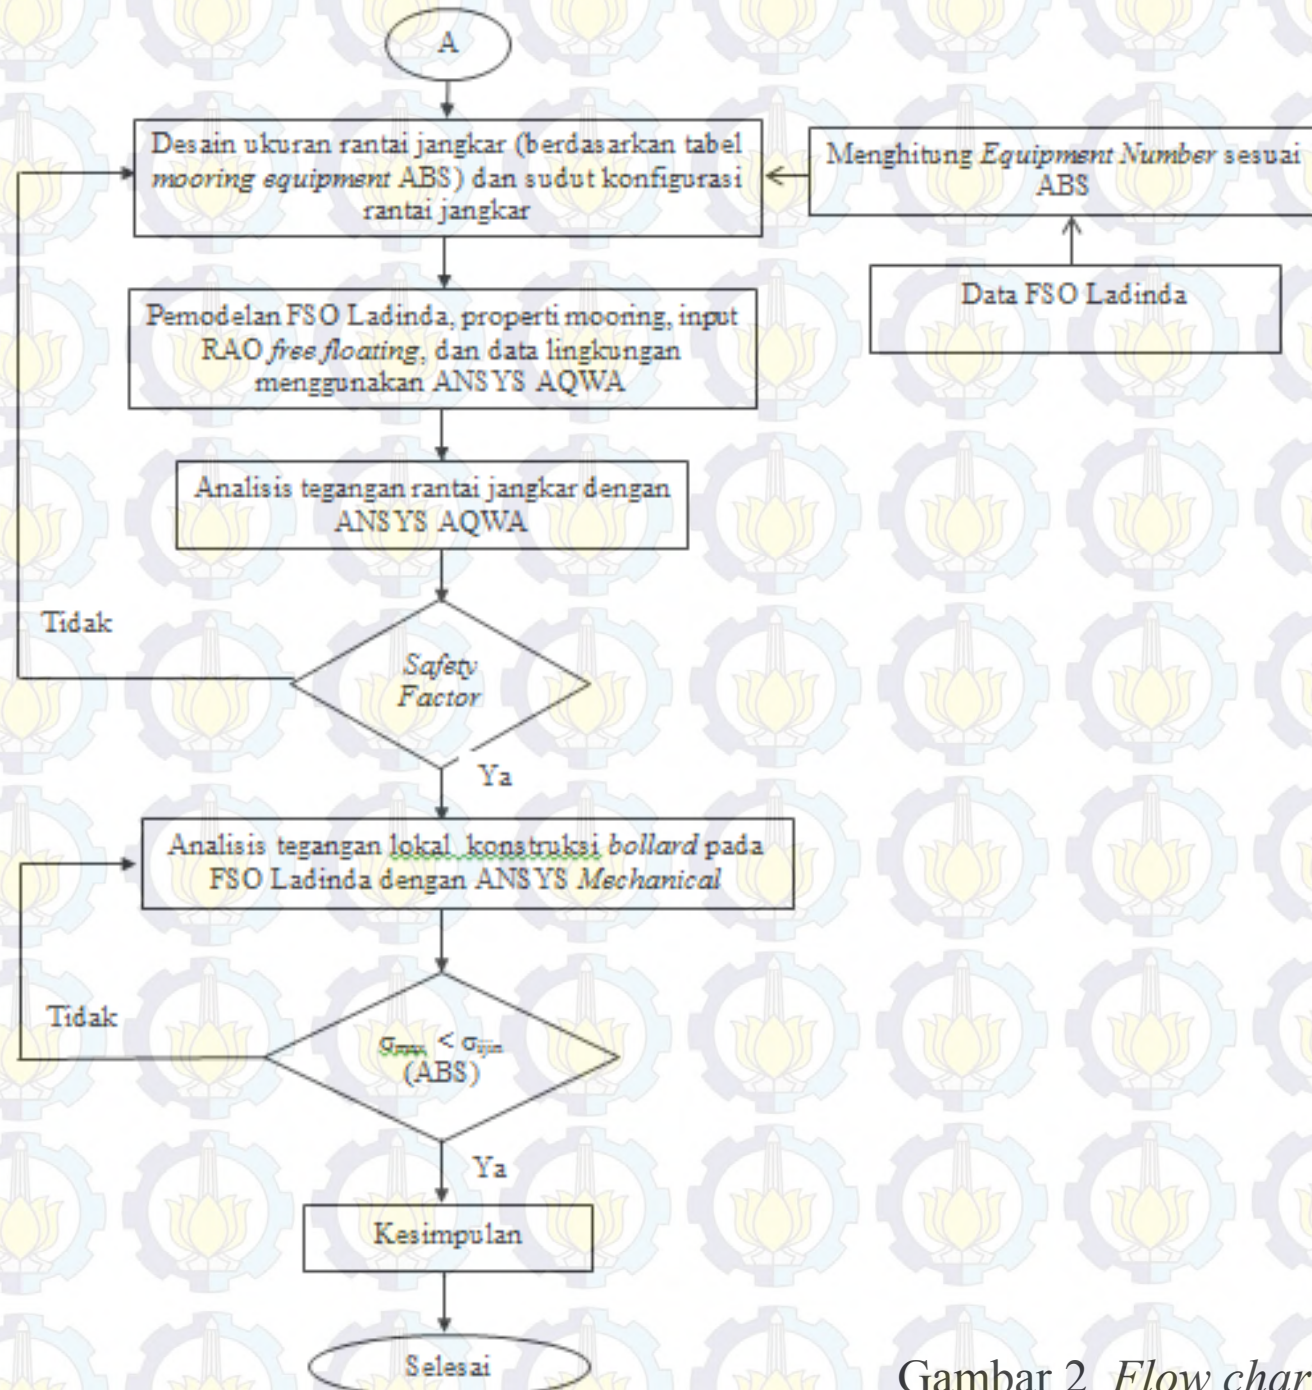 A
Desain ukuran rantai jangkar (berdasarkan tabel
mooring equipment ABS) dan sudut konfigurasi
rantai jangkar
Menghitung Equipment Number sesuai
ABS
Data FSO Ladinda
Pemodelan FSO Ladinda, properti mooring, input
RAO free floating, dan data lingkungan
menggunakan ANSYS AQWA
Analisis tegangan rantai jangkar dengan
ANSYS AQWA
Tidak
Safety
Factor
Ya
Analisis tegangan lokal konstruksi bollard pada
FSO Ladinda dengan ANSYS Mechanical
Tidak
σmax < σijin
(ABS)
Ya
Kesimpulan
Selesai
Gambar 2 Flow char